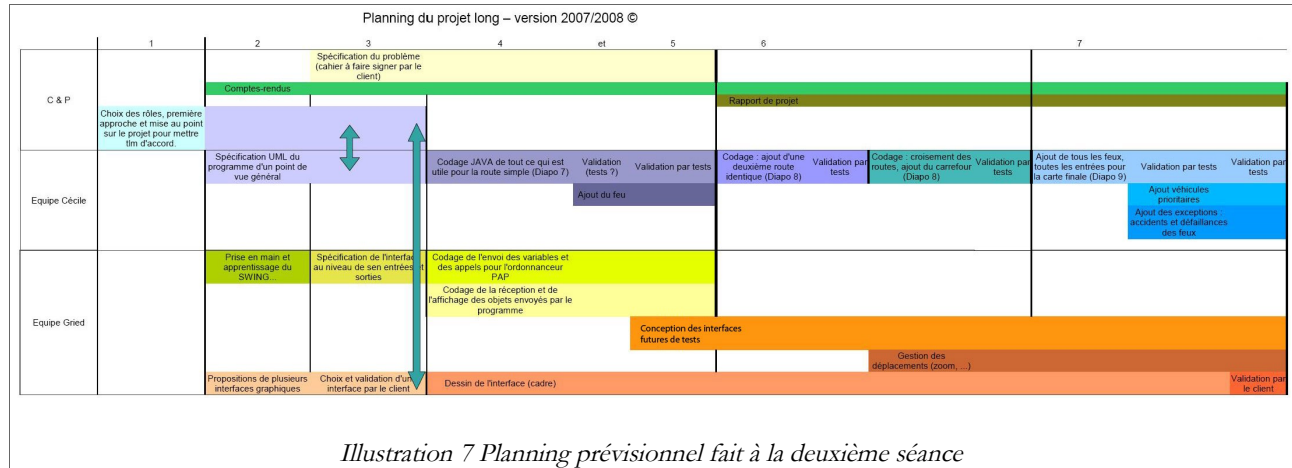 Planning du projet long – version 2007/2008 ©
1 2 3 4 et 5 6 7
Spécification du problème
(cahier à faire signer par le
client)
Comptes-rendus
C & P
Rapport de projet
Choix des rôles, première
approche et mise au point
sur le projet pour mettre
tlm d'accord.
Equipe Cécile
Spécification UML du
programme d'un point de
vue général
Codage JAVA de tout ce qui est
utile pour la route simple (Diapo 7)
Validation
(tests ?)
Validation par tests
Codage : ajout d'une
deuxième route
identique (Diapo 8)
Validation par
tests
Codage : croisement des
routes, ajout du carrefour
(Diapo 8)
Validation par
tests
Ajout de tous les feux,
toutes les entrées pour
la carte finale (Diapo 9)
Validation par tests
Validation par
tests
Ajout du feu
Ajout véhicules
prioritaires
Ajout des exceptions :
accidents et défaillances
des feux
Equipe Gried
Prise en main et
apprentissage du
SWING...
Spécification de l'interface
au niveau de sen entrées et
sorties
Codage de l'envoi des variables et
des appels pour l'ordonnanceur
PAP
Codage de la réception et de
l'affichage des objets envoyés par le
programme
Conception des interfaces
futures de tests
Gestion des
déplacements (zoom, ...)
Propositions de plusieurs
interfaces graphiques
Choix et validation d'un
interface par le client
Dessin de l'interface (cadre)
Validation par
le client
Illustration 7 Planning prévisionnel fait à la deuxième séance